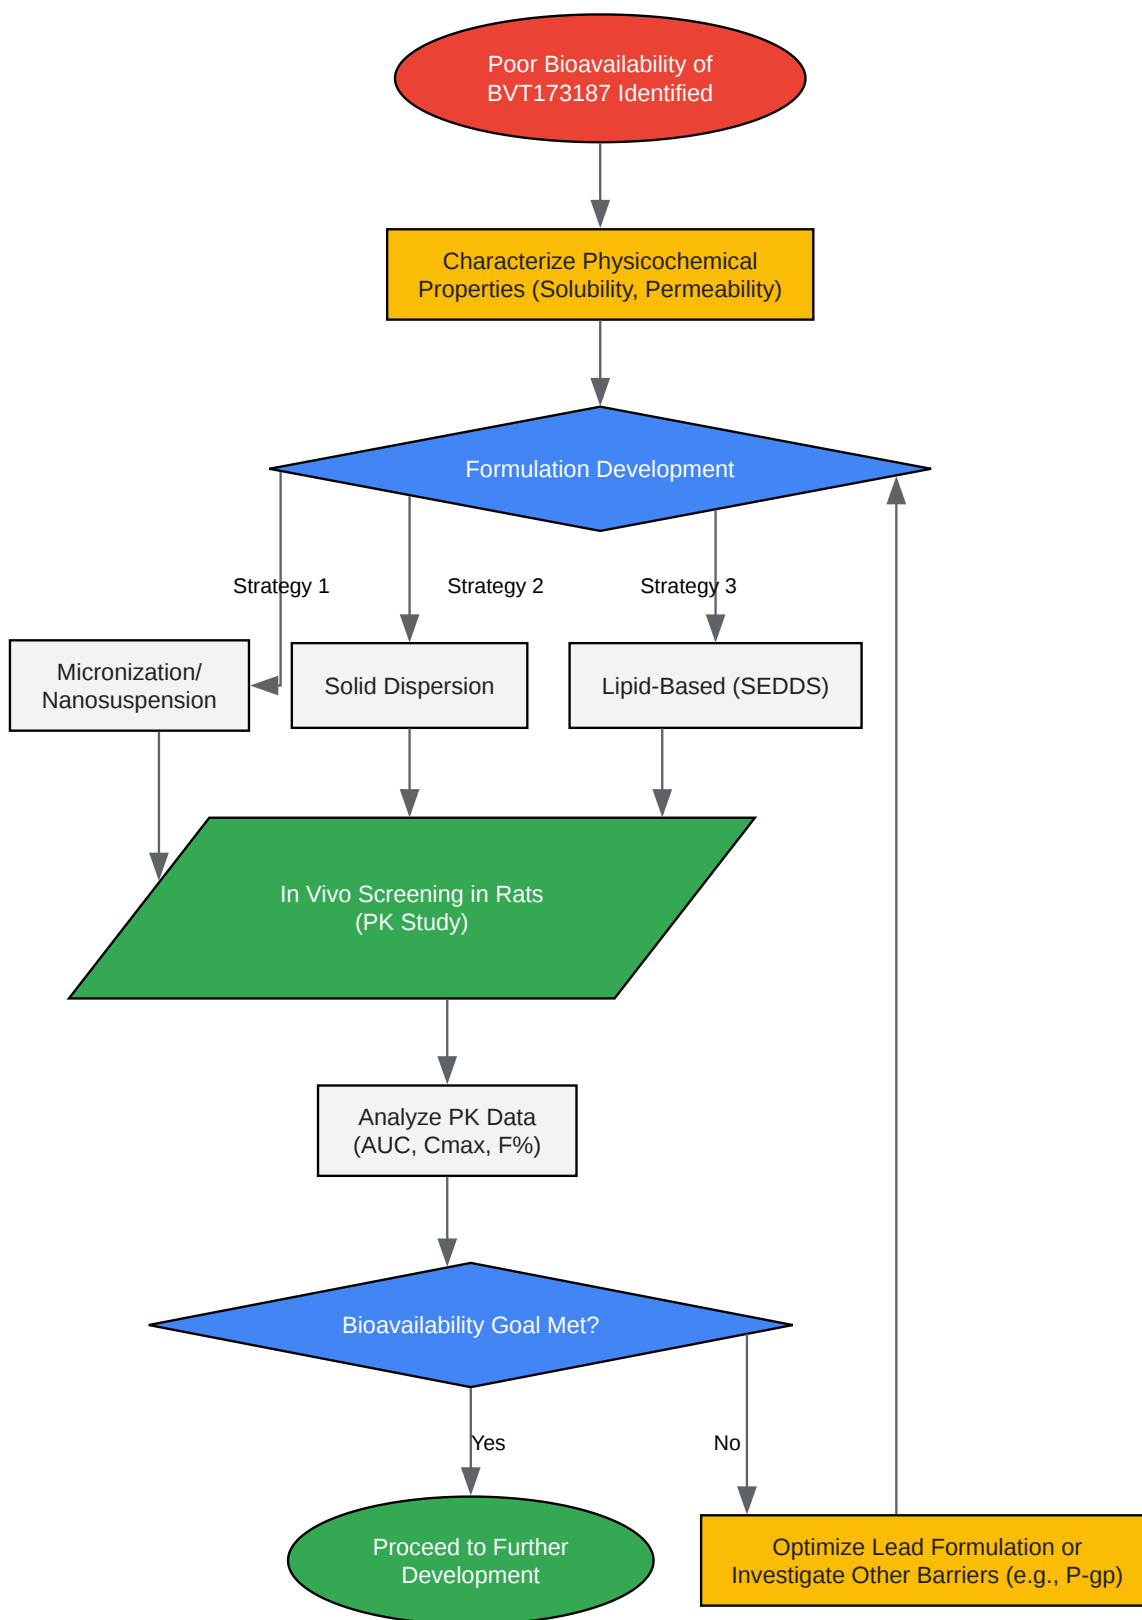 Poor Bioavailability of
BVT173187 Identified
Characterize Physicochemical
Properties (Solubility, Permeability)
Formulation Development
Strategy 1
Strategy 2
Strategy 3
Micronization/
Nanosuspension
Solid Dispersion
Lipid-Based (SEDDS)
In Vivo Screening in Rats
(PK Study)
Analyze PK Data
(AUC, Cmax, F%)
Bioavailability Goal Met?
Yes
No
Proceed to Further
Development
Optimize Lead Formulation or
Investigate Other Barriers (e.g., P-gp)